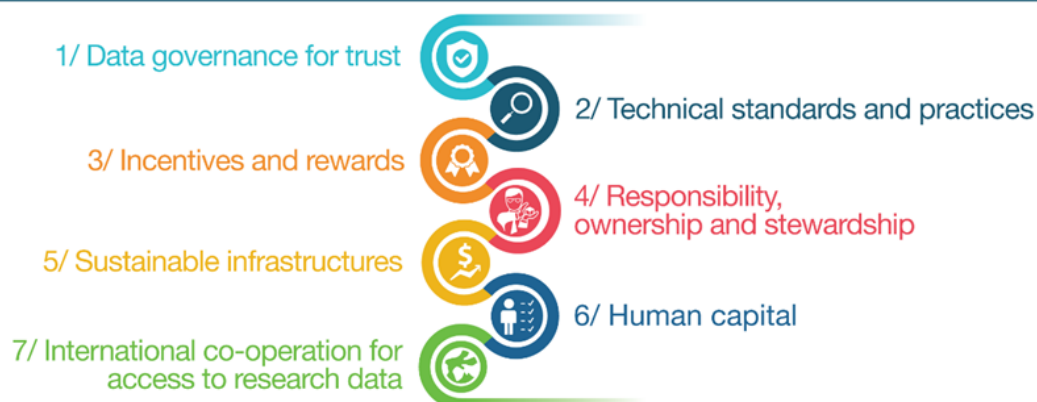 1/ Data governance for trust
2/ Technical standards and practices
3/ Incentives and rewards
4/ Responsibility,
ownership and stewardship
5/ Sustainable infrastructures
6/ Human capital
7/ International co-operation for
access to research data